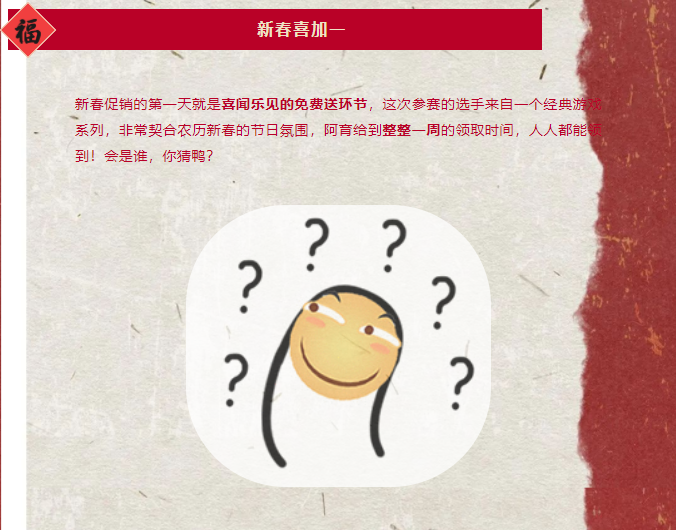 福
新春喜加一
新春促销的第一天就是喜闻乐见的免费送环节，这次参赛的选手来自一个经典游戏
系列，非常契合农历新春的节日氛围，阿育给到整整一周的领取时间，人人都能领
到！会是谁，你猜鸭？
? ?
? ?
? ?